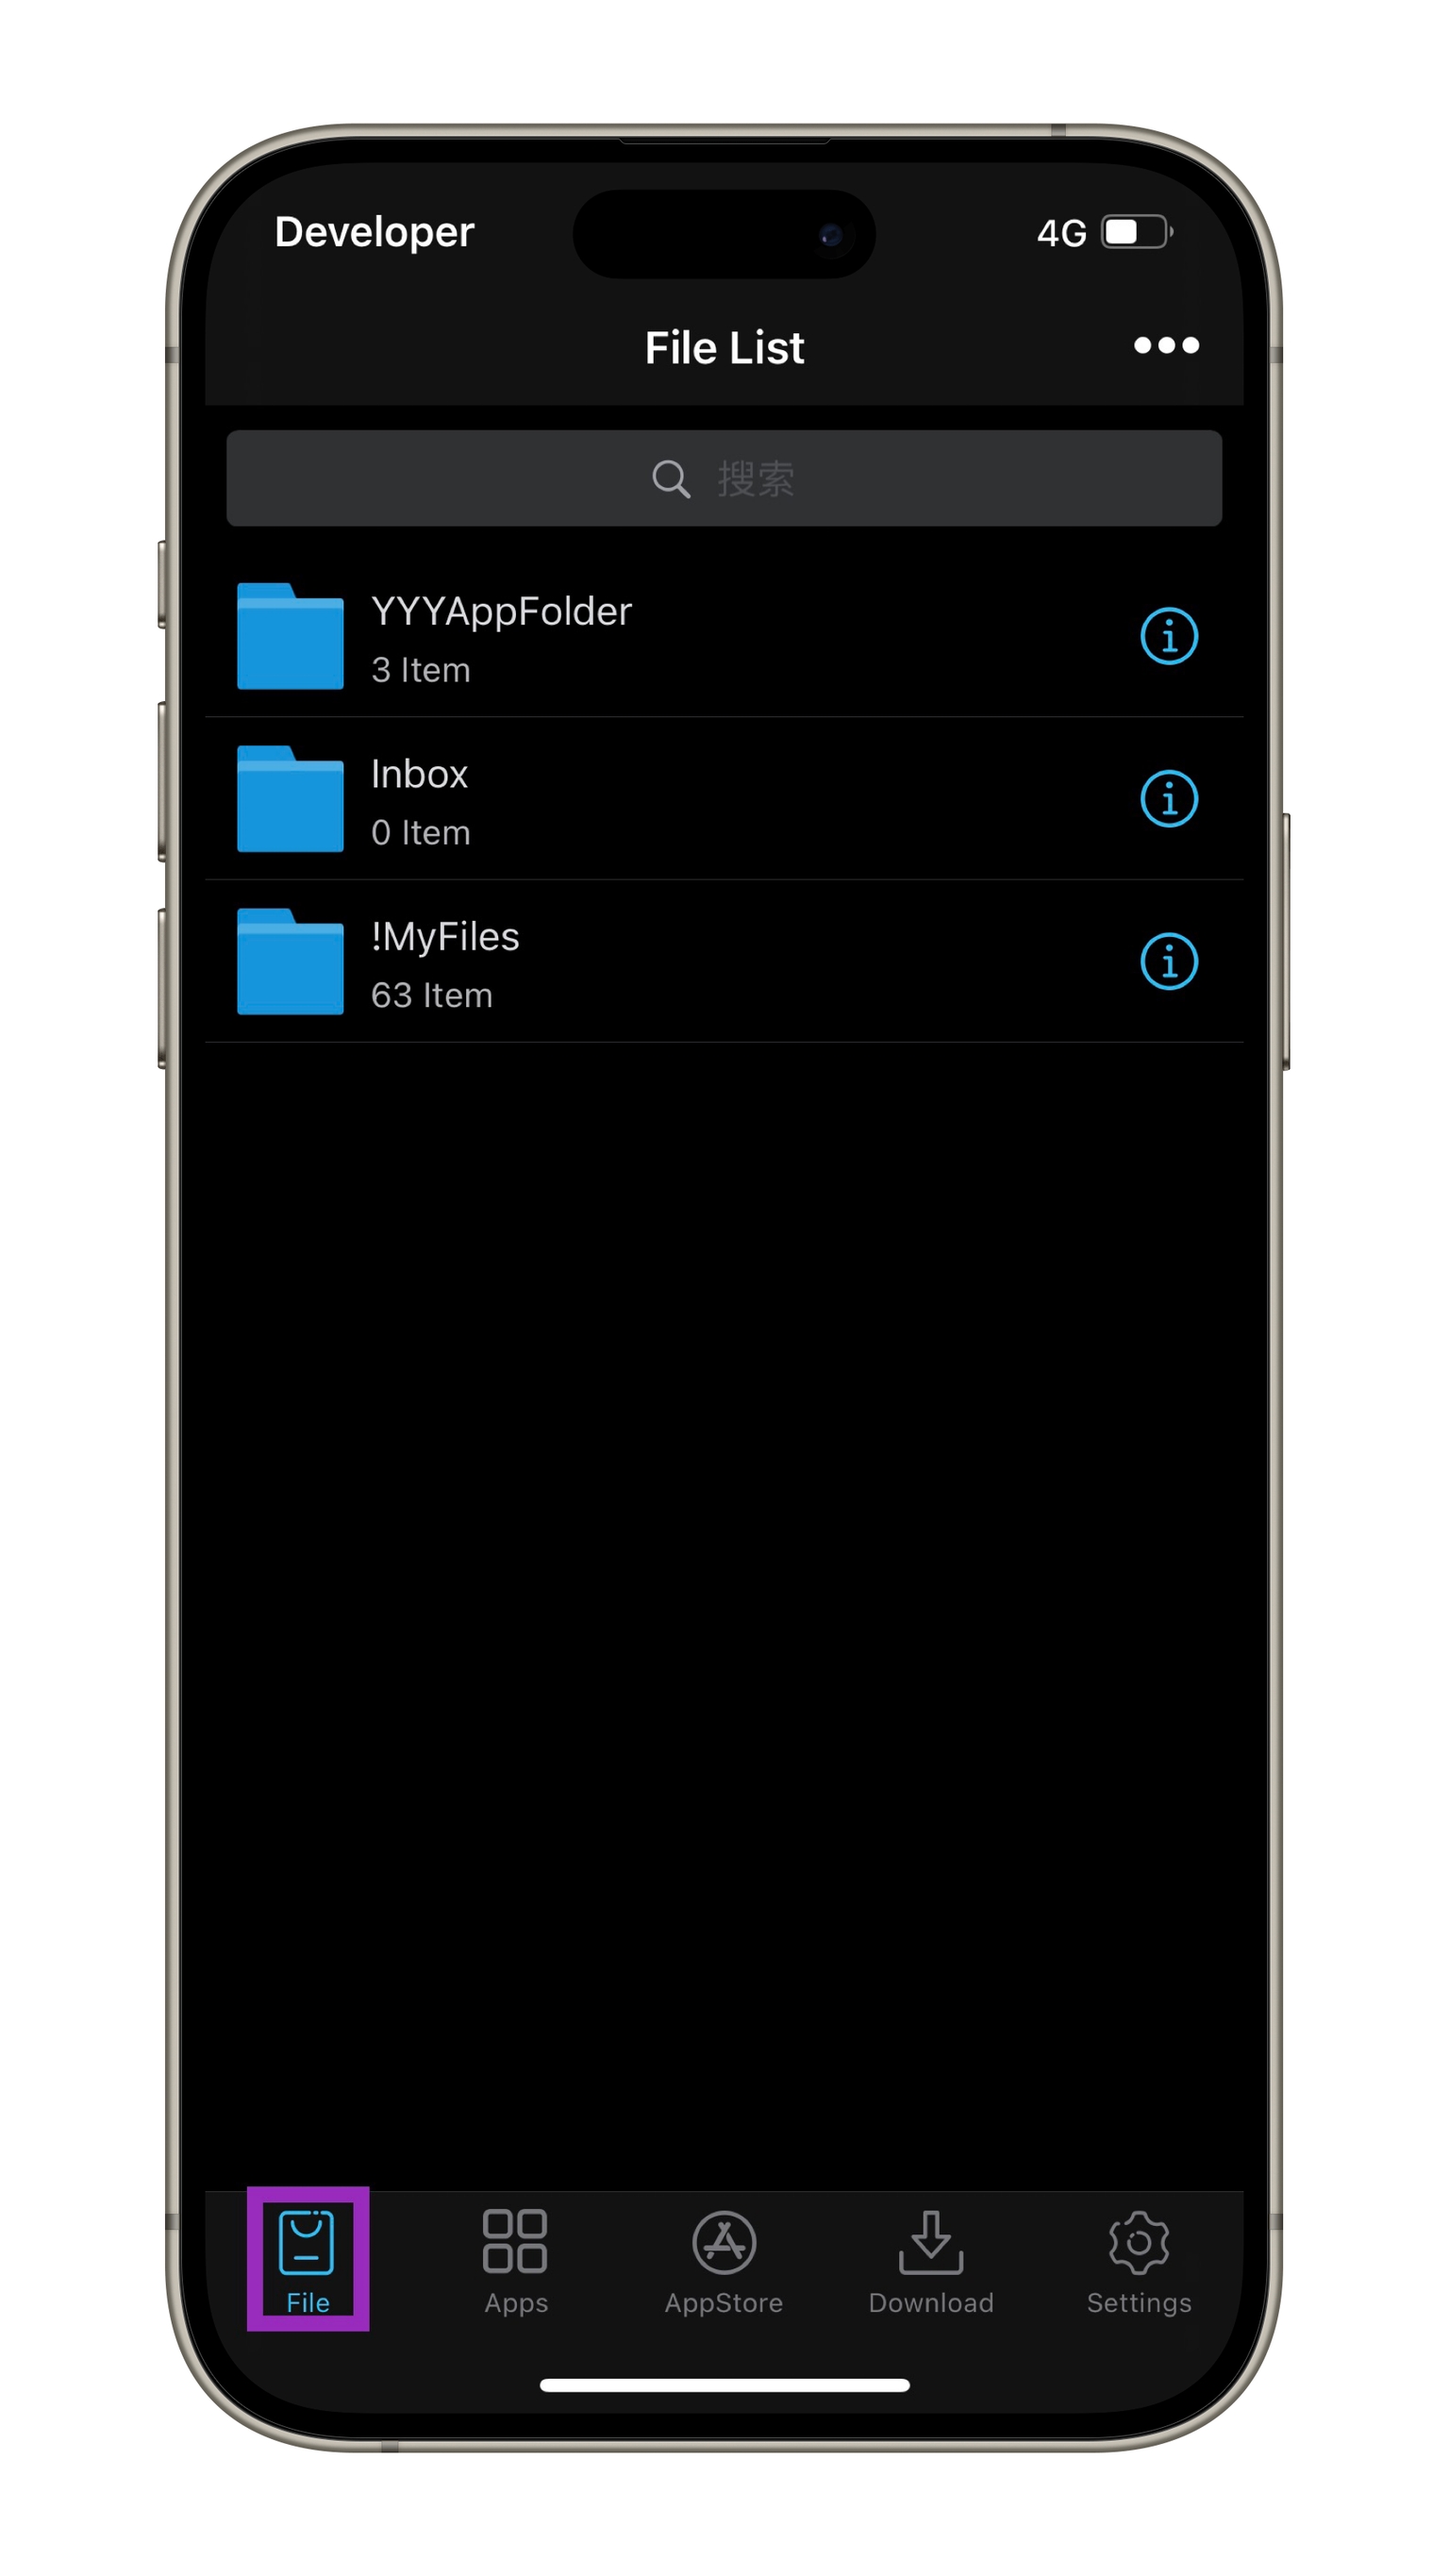 Developer
4G
File List
搜索
YYYAppFolder
3 Item
Inbox
0 Item
!MyFiles
63 Item
File
Apps
AppStore
Download
Settings